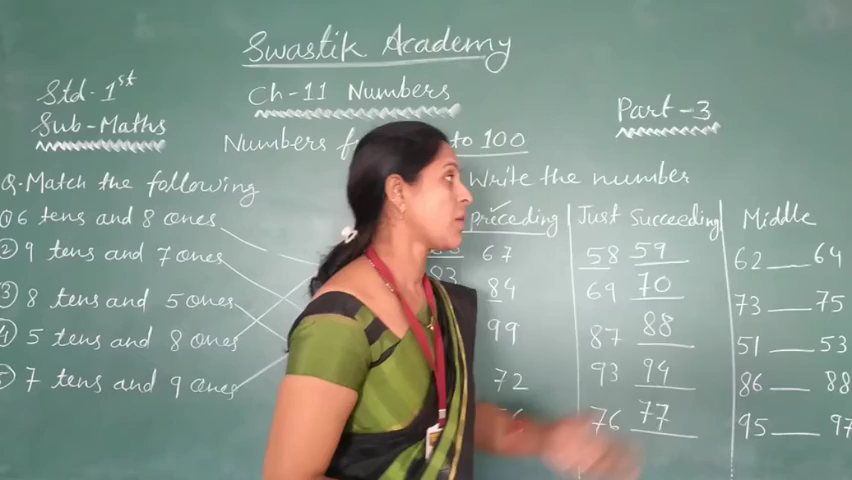 Swastik Academy
Std-1st
Ch-11 Numbers
Part-3
Sub-Maths
Numbers to 100
Q. Match the following
① 6 tens and 8 ones
② 9 tens and 7 ones
③ 8 tens and 5 ones
④ 5 tens and 8 ones
7 tens and 9 ones
Write the number
Preceding
67
83 84
99
72
Just Succeeding
58 59
69 70
87 88
93 94
76 77
Middle
62 ___ 64
73 ___ 75
51 ___ 53
86 ___ 88
95 ___ 97